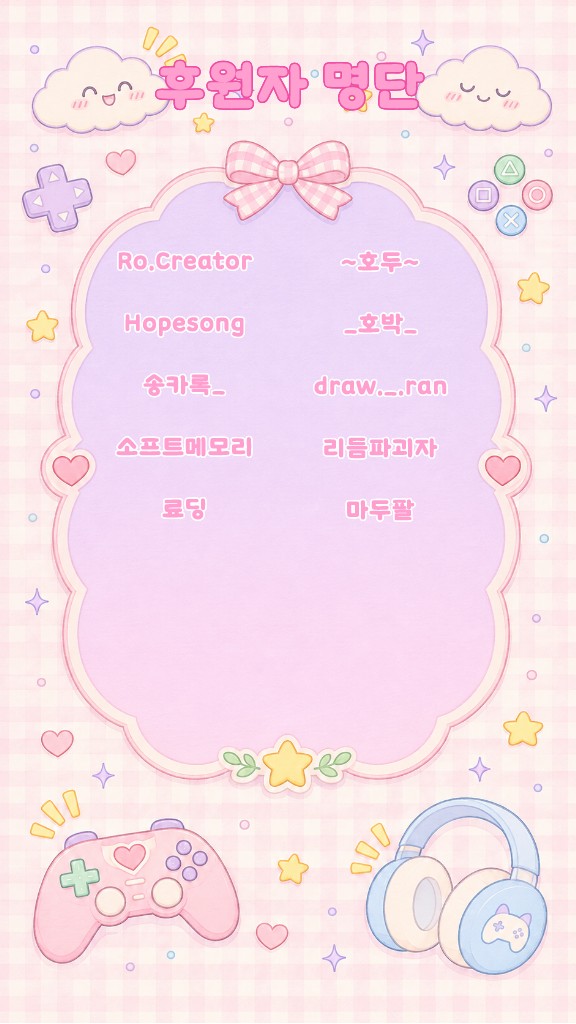 후원자 명단
Ro.Creator ~호두~
Hopesong _호박_
송카록_ draw._.ran
소프트메모리 리듬파괴자
료딩 마두팔